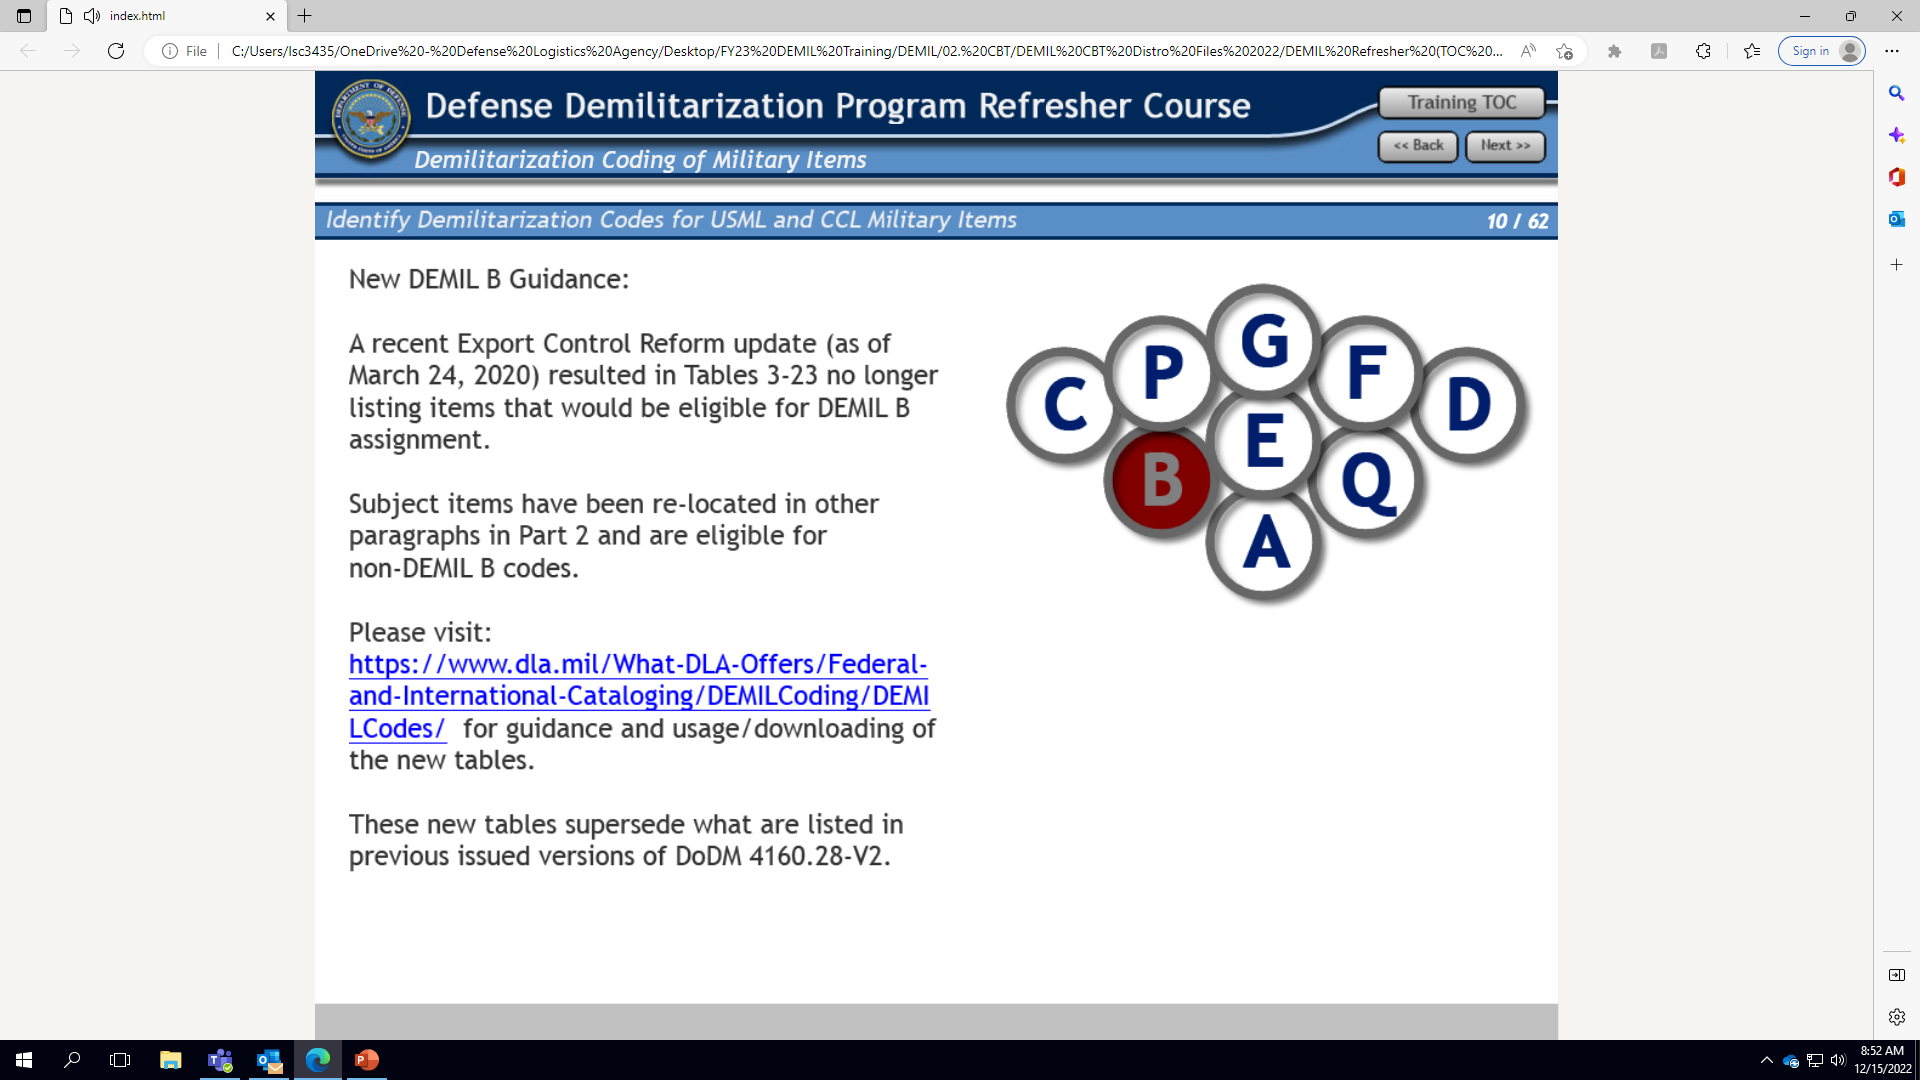 index.html
File
C:/Users/lsc3435/OneDrive%20-%20Defense%20Logistics%20Agency/Desktop/FY23%20DEMIL%20Training/DEMIL/02.%20CBT/DEMIL%20CBT%20Distro%20Files%202022/DEMIL%20Refresher%20(TOC%20...
Sign in
Defense Demilitarization Program Refresher Course
Training TOC
<< Back
Next >>
Demilitarization Coding of Military Items
Identify Demilitarization Codes for USML and CCL Military Items
10 / 62
New DEMIL B Guidance:
A recent Export Control Reform update (as of
March 24, 2020) resulted in Tables 3-23 no longer
listing items that would be eligible for DEMIL B
assignment.
Subject items have been re-located in other
paragraphs in Part 2 and are eligible for
non-DEMIL B codes.
Please visit:
https://www.dla.mil/What-DLA-Offers/Federal-
and-International-Cataloging/DEMILCoding/DEMI
LCodes/ for guidance and usage/downloading of
the new tables.
These new tables supersede what are listed in
previous issued versions of DoDM 4160.28-V2.
G
P
F
C
D
E
B
Q
A
8:52 AM
12/15/2022